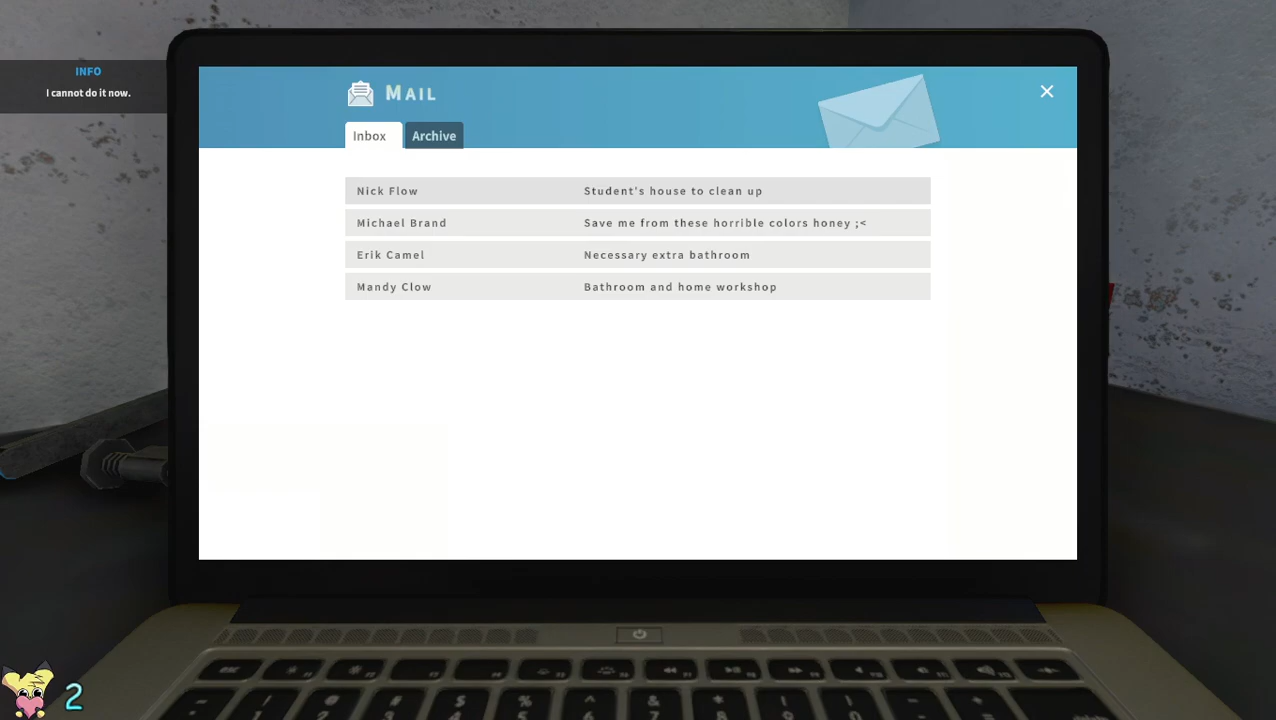 INFO
I cannot do it now.
MAIL
Inbox Archive
Nick Flow Student's house to clean up
Michael Brand Save me from these horrible colors honey ;<
Erik Camel Necessary extra bathroom
Mandy Clow Bathroom and home workshop
2